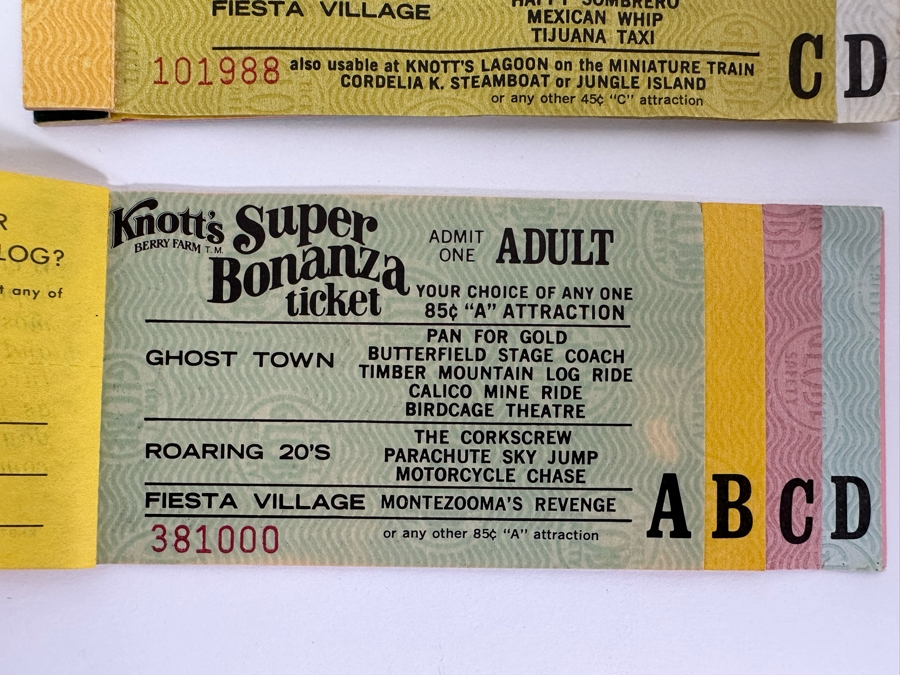 HAPPY SOMBRERO
FIESTA VILLAGE MEXICAN WHIP
TIJUANA TAXI
101988 also usable at KNOTT'S LAGOON on the MINIATURE TRAIN
CORDELIA K. STEAMBOAT or JUNGLE ISLAND
or any other 45¢ "C" attraction
C D
R
LOG?
t any of
Knott's
BERRY FARM T.M.
Super
Bonanza
ticket
ADMIT
ONE
ADULT
YOUR CHOICE OF ANY ONE
85¢ "A" ATTRACTION
GHOST TOWN
PAN FOR GOLD
BUTTERFIELD STAGE COACH
TIMBER MOUNTAIN LOG RIDE
CALICO MINE RIDE
BIRDCAGE THEATRE
ROARING 20'S
THE CORKSCREW
PARACHUTE SKY JUMP
MOTORCYCLE CHASE
FIESTA VILLAGE MONTEZOOMA'S REVENGE
381000
or any other 85¢ "A" attraction
A B C D